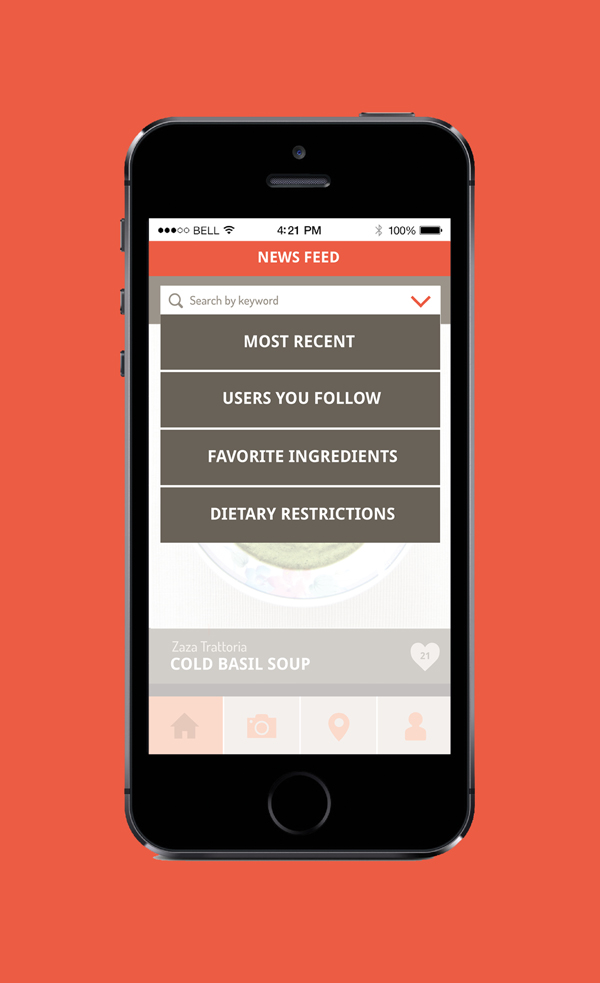 BELL 4:21 PM 100%
NEWS FEED
Search by keyword
MOST RECENT
USERS YOU FOLLOW
FAVORITE INGREDIENTS
DIETARY RESTRICTIONS
Zaza Trattoria
COLD BASIL SOUP
21